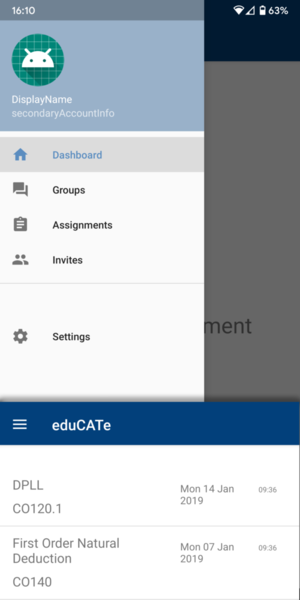 16:10
63%
DisplayName
secondaryAccountInfo
Dashboard
Groups
Assignments
Invites
Settings
ment
eduCATe
DPLL
Mon 14 Jan
2019
09:36
CO120.1
First Order Natural
Deduction
Mon 07 Jan
2019
09:36
CO140